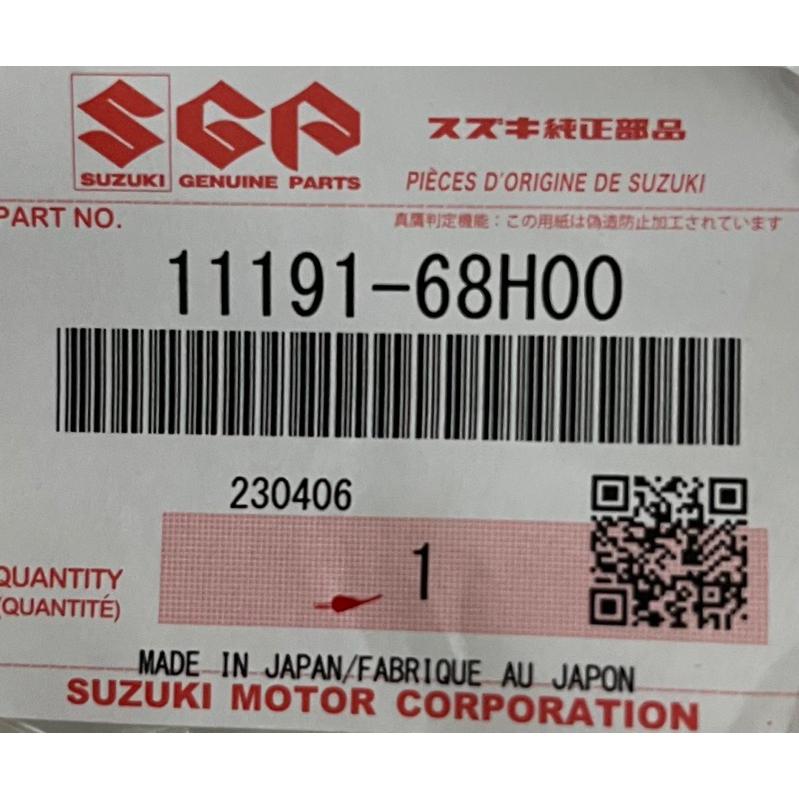 SGP
SUZUKI GENUINE PARTS
スズキ純正部品
PIÈCES D'ORIGINE DE SUZUKI
PART NO.
真贋判定機能：この用紙は偽造防止加工されています
11191-68H00
230406
1
QUANTITY
(QUANTITÉ)
MADE IN JAPAN/FABRIQUE AU JAPON
SUZUKI MOTOR CORPORATION